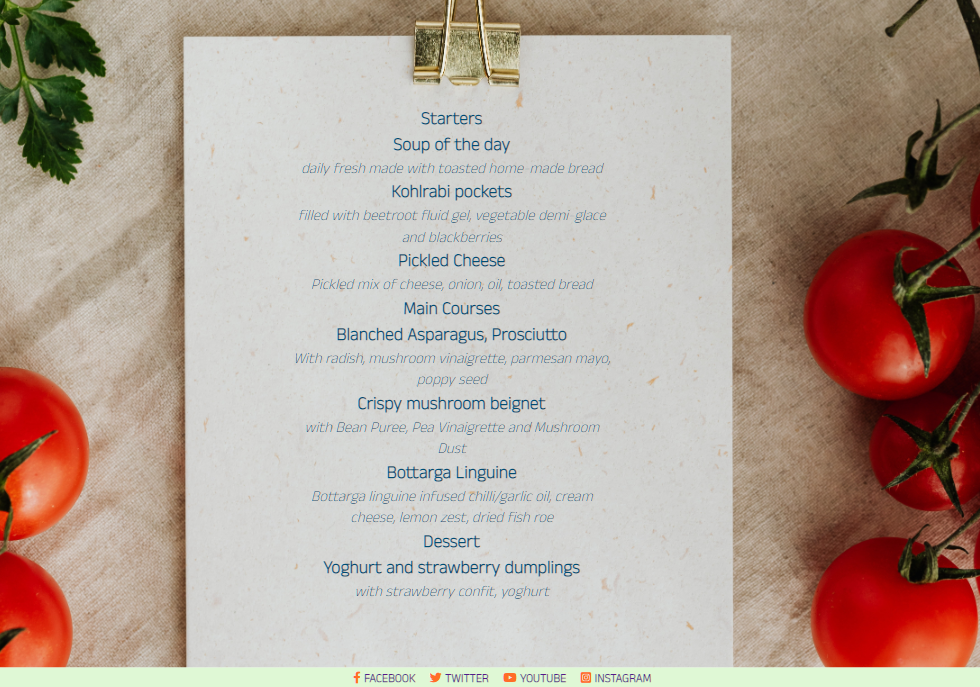 Starters
Soup of the day
daily fresh made with toasted home-made bread
Kohlrabi pockets
filled with beetroot fluid gel, vegetable demi-glace
and blackberries
Pickled Cheese
Pickled mix of cheese, onion, oil, toasted bread
Main Courses
Blanched Asparagus, Prosciutto
With radish, mushroom vinaigrette, parmesan mayo,
poppy seed
Crispy mushroom beignet
with Bean Puree, Pea Vinaigrette and Mushroom
Dust
Bottarga Linguine
Bottarga linguine infused chilli/garlic oil, cream
cheese, lemon zest, dried fish roe
Dessert
Yoghurt and strawberry dumplings
with strawberry confit, yoghurt
FACEBOOK TWITTER YOUTUBE INSTAGRAM